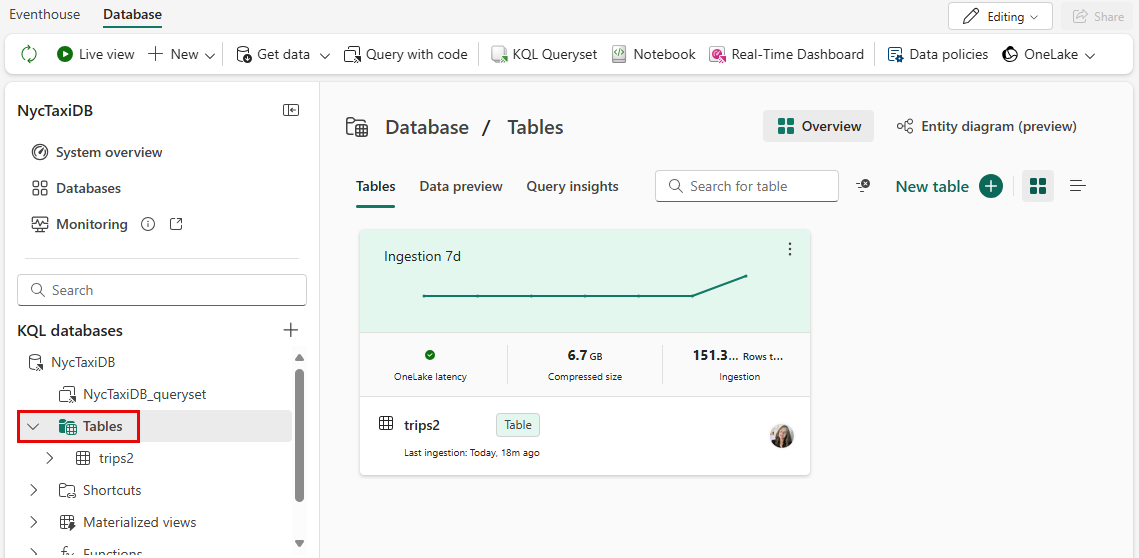 Eventhouse Database
Editing Share
Live view New Get data Query with code KQL Queryset Notebook Real-Time Dashboard Data policies OneLake
NycTaxiDB
System overview
Databases
Monitoring
Search
KQL databases
NycTaxiDB
NycTaxiDB_queryset
Tables
trips2
Shortcuts
Materialized views
Functions
Database / Tables
Overview Entity diagram (preview)
Tables Data preview Query insights Search for table New table
Ingestion 7d
6.7 GB 151.3... Rows t...
OneLake latency Compressed size Ingestion
trips2 Table
Last ingestion: Today, 18m ago